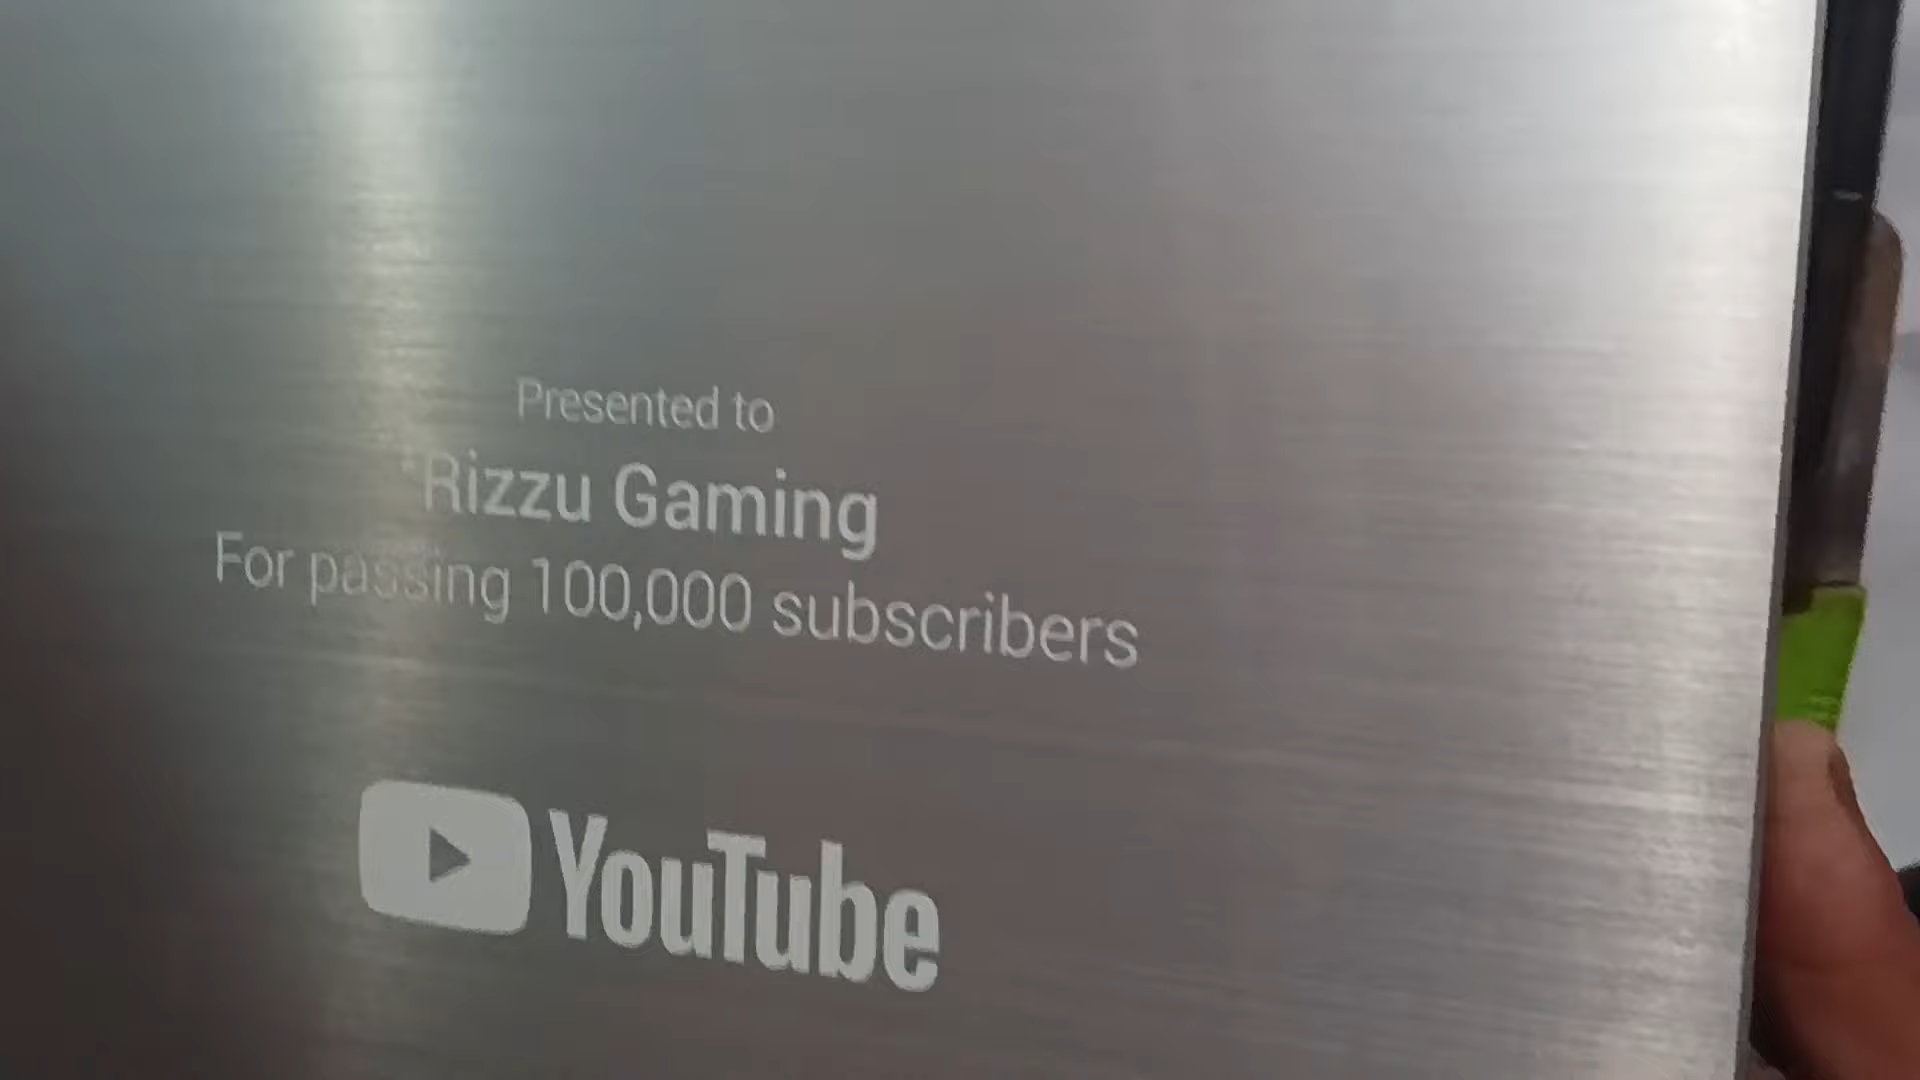 Presented to
*Rizzu Gaming
For passing 100,000 subscribers
YouTube